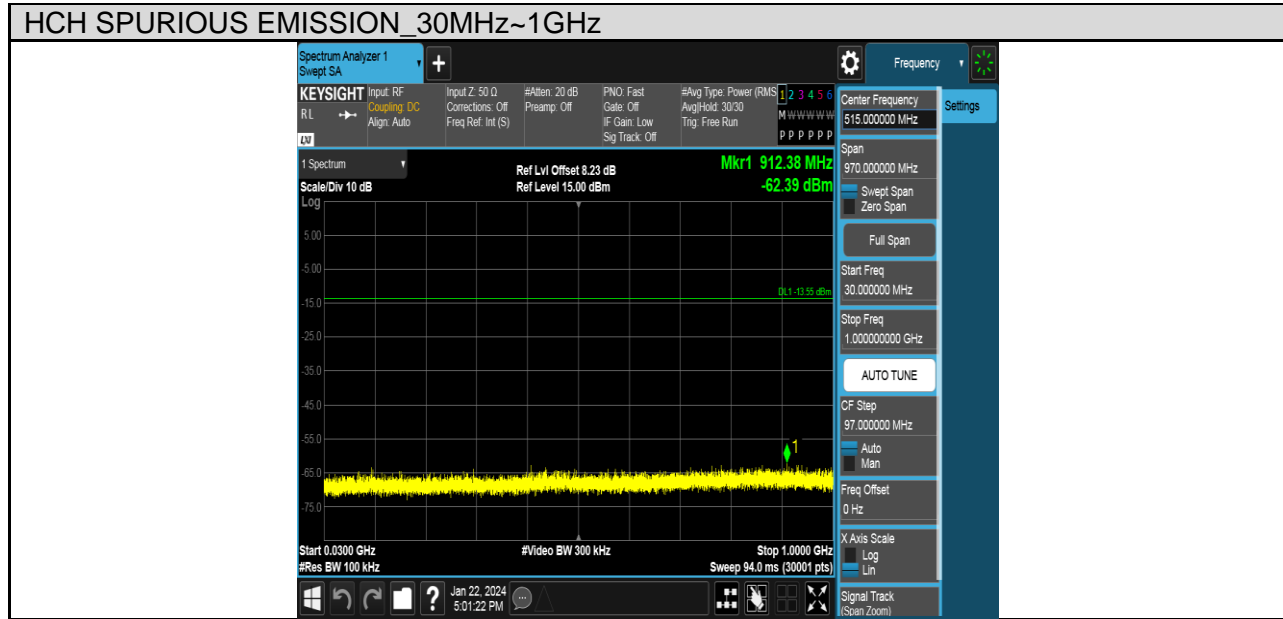 HCH SPURIOUS EMISSION_30MHz~1GHz
Spectrum Analyzer 1
Swept SA
+
Frequency
KEYSIGHT
RL
LXI
Input: RF
Coupling: DC
Align: Auto
Input Z: 50 Ω
Corrections: Off
Freq Ref: Int (S)
#Atten: 20 dB
Preamp: Off
PNO: Fast
Gate: Off
IF Gain: Low
Sig Track: Off
#Avg Type: Power (RMS
Avg|Hold: 30/30
Trig: Free Run
1 2 3 4 5 6
M W W W W W
P P P P P P
1 Spectrum
Scale/Div 10 dB
Ref Lvl Offset 8.23 dB
Ref Level 15.00 dBm
Mkr1 912.38 MHz
-62.39 dBm
Log
5.00
-5.00
-15.0
-25.0
-35.0
-45.0
-55.0
-65.0
-75.0
DL1 -13.55 dBm
1
Start 0.0300 GHz
#Res BW 100 kHz
#Video BW 300 kHz
Stop 1.0000 GHz
Sweep 94.0 ms (30001 pts)
Jan 22, 2024
5:01:22 PM
?
Center Frequency
515.000000 MHz
Settings
Span
970.000000 MHz
Swept Span
Zero Span
Full Span
Start Freq
30.000000 MHz
Stop Freq
1.000000000 GHz
AUTO TUNE
CF Step
97.000000 MHz
Auto
Man
Freq Offset
0 Hz
X Axis Scale
Log
Lin
Signal Track
(Span Zoom)